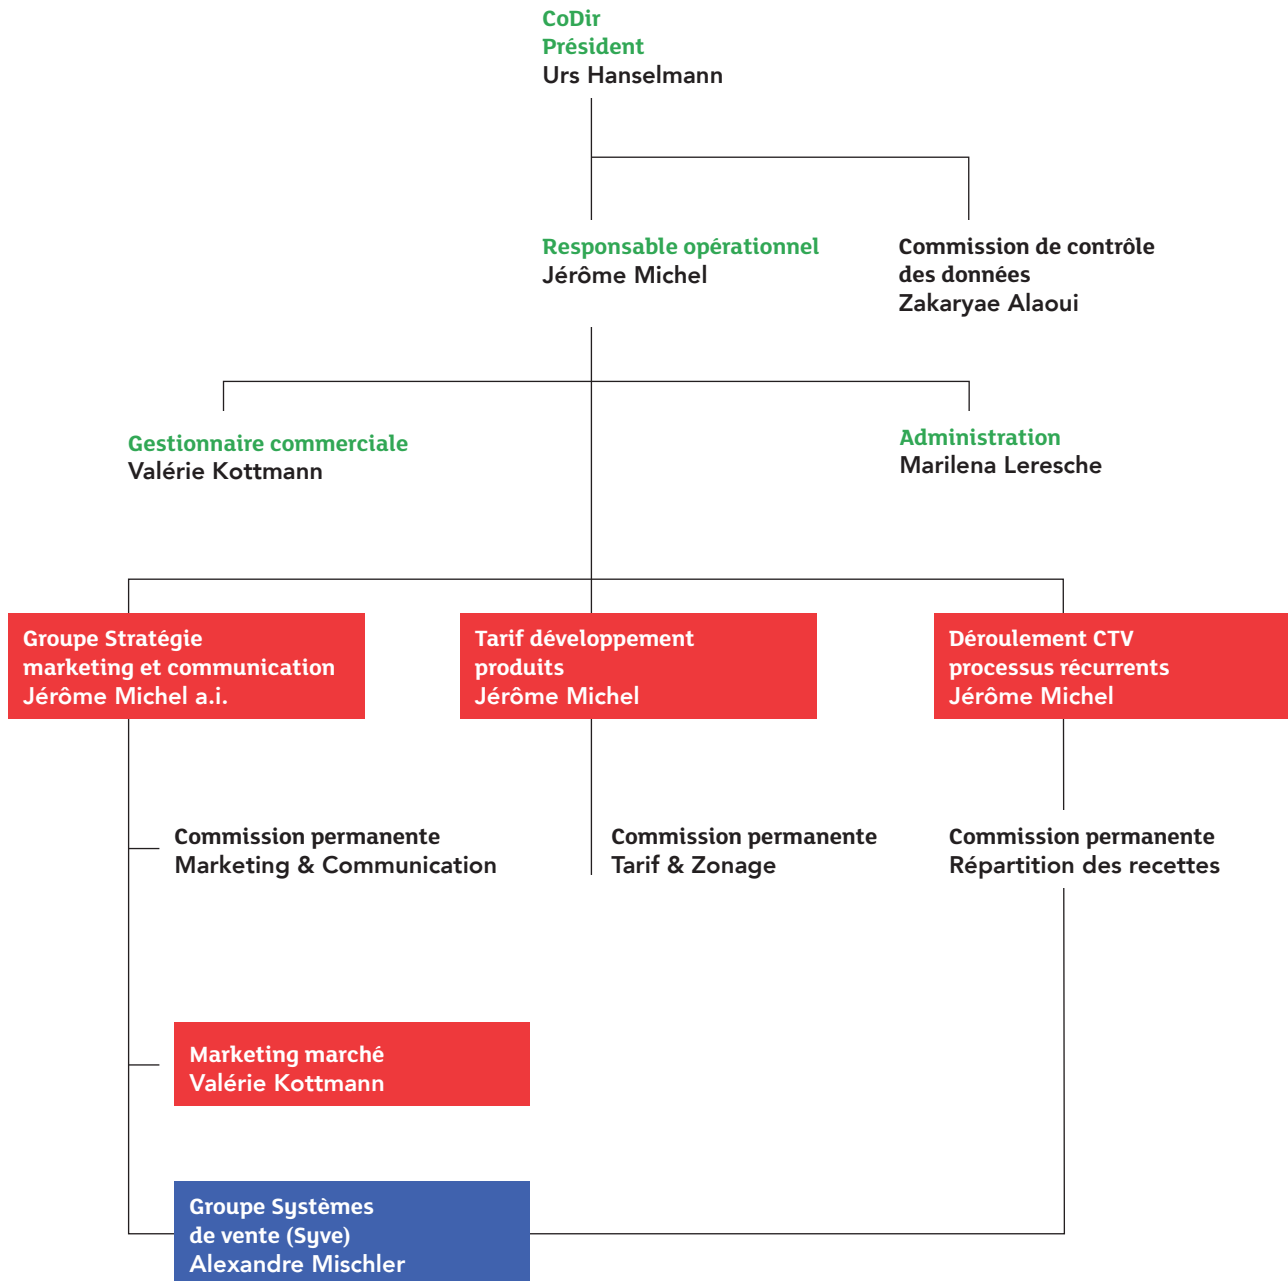 CoDir
Président
Urs Hanselmann
Responsable opérationnel
Jérôme Michel
Commission de contrôle
des données
Zakaryae Alaoui
Gestionnaire commerciale
Valérie Kottmann
Administration
Marilena Leresche
Groupe Stratégie
marketing et communication
Jérôme Michel a.i.
Tarif développement
produits
Jérôme Michel
Déroulement CTV
processus récurrents
Jérôme Michel
Commission permanente
Marketing & Communication
Commission permanente
Tarif & Zonage
Commission permanente
Répartition des recettes
Marketing marché
Valérie Kottmann
Groupe Systèmes
de vente (Syve)
Alexandre Mischler